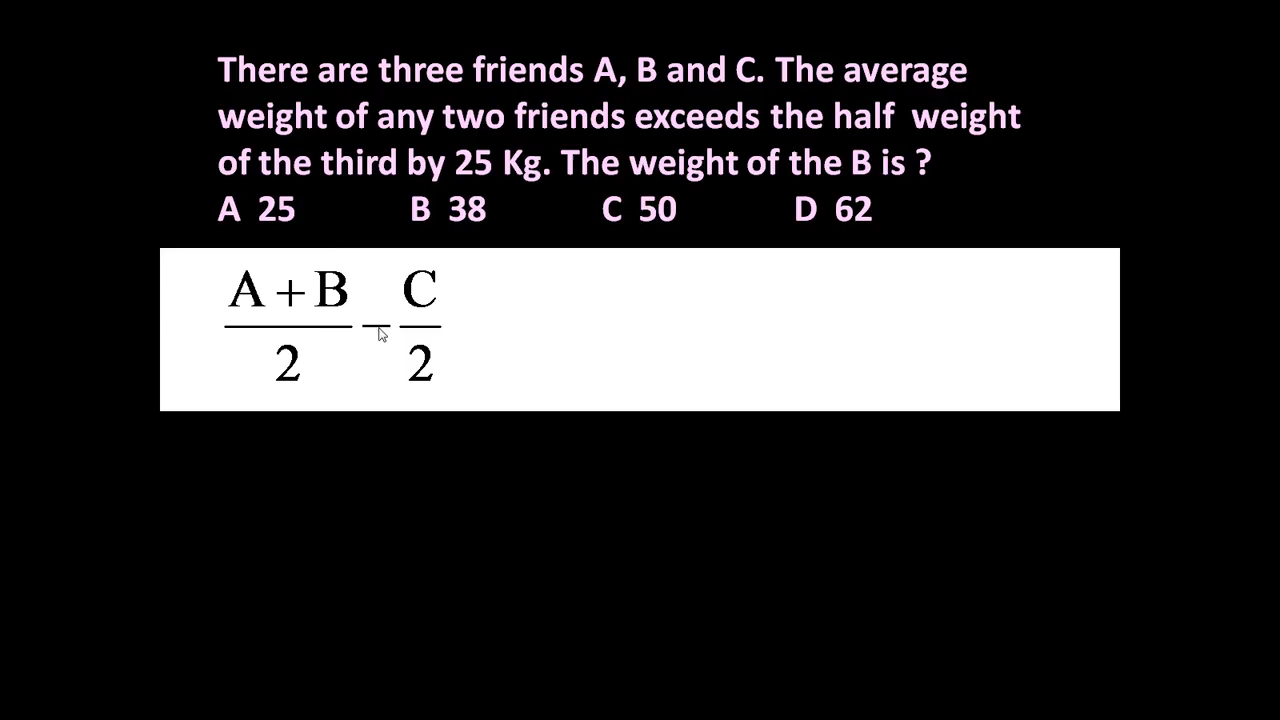 There are three friends A, B and C. The average
weight of any two friends exceeds the half weight
of the third by 25 Kg. The weight of the B is ?
A 25 B 38 C 50 D 62
A + B C
― − ―
2 2